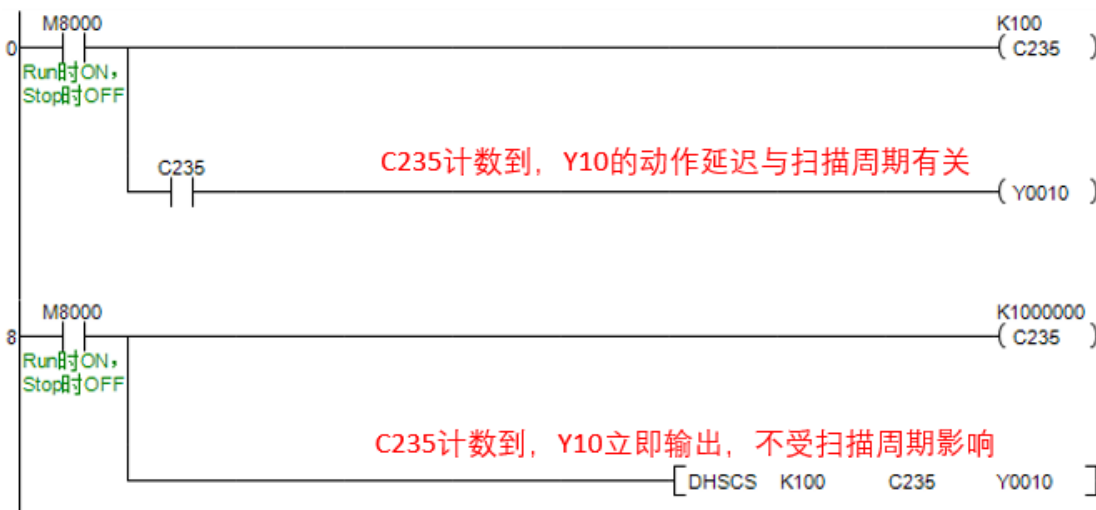 M8000
K100
0
( C235 )
Run时ON,
Stop时OFF
C235
C235计数到，Y10的动作延迟与扫描周期有关
( Y0010 )
M8000
K1000000
8
( C235 )
Run时ON,
Stop时OFF
C235计数到，Y10立即输出，不受扫描周期影响
[DHSCS K100 C235 Y0010 ]